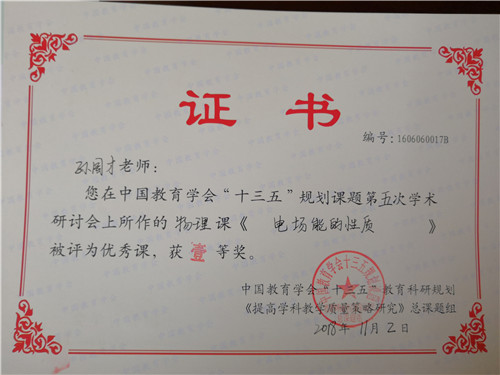 证 书
编号:1606060017B
孙国才老师:
您在中国教育学会“十三五”规划课题第五次学术
研讨会上所作的物理课《 电场能的性质 》
被评为优秀课，获壹等奖。
中国教育学会“十三五”教育科研规划
《提高学科教学质量策略研究》总课题组
2018年11月2日